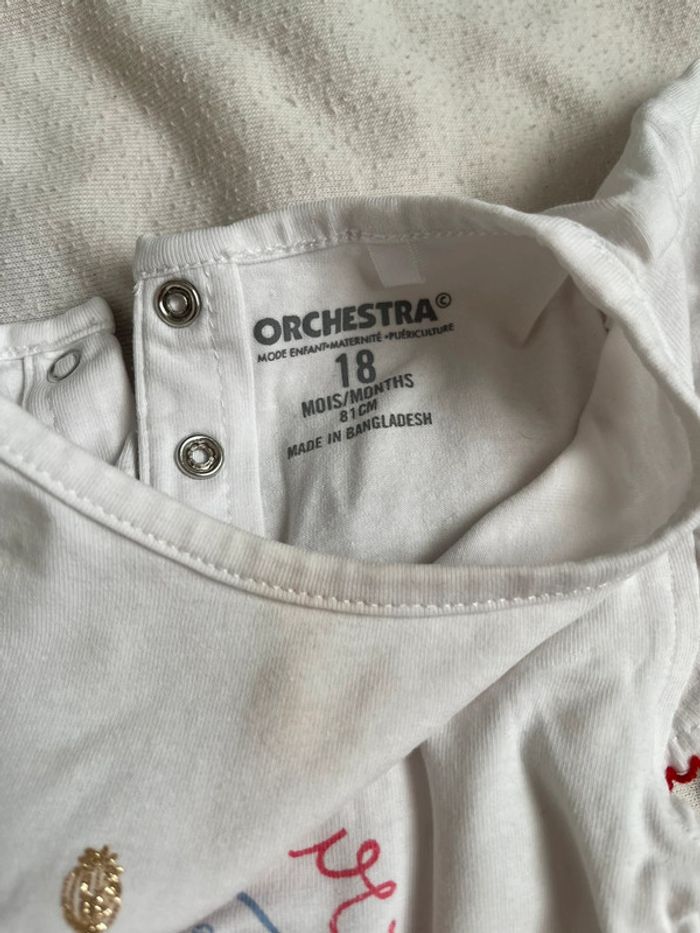 ORCHESTRA©
MODE ENFANT•MATERNITÉ•PUÉRICULTURE
18
MOIS/MONTHS
81CM
MADE IN BANGLADESH